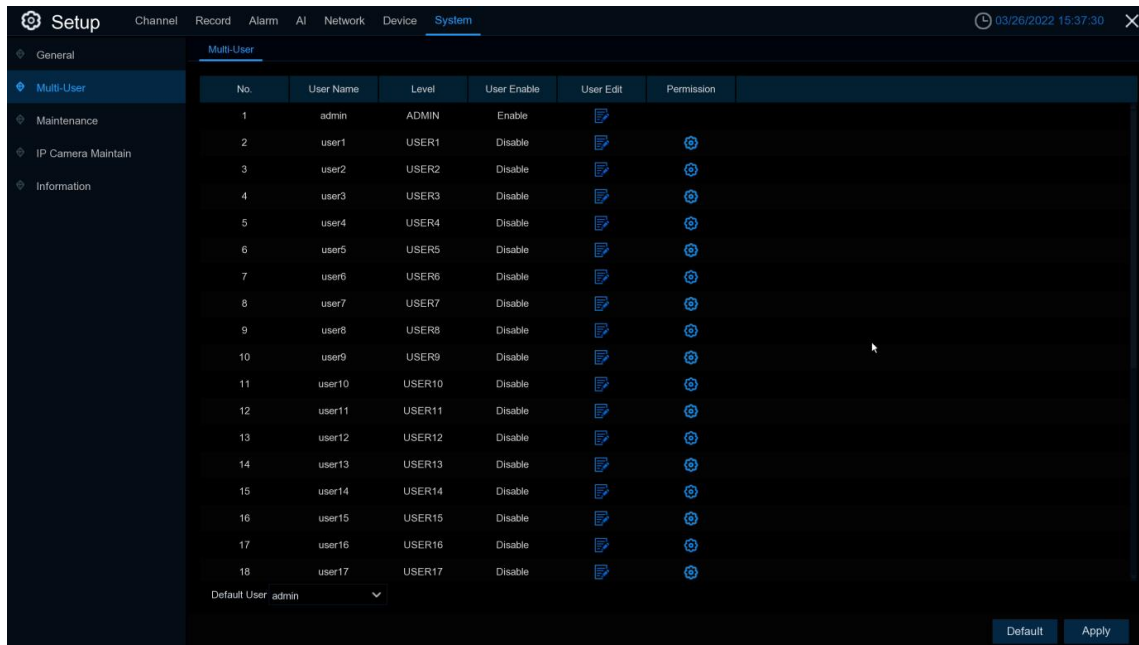 Setup Channel Record Alarm AI Network Device System 03/26/2022 15:37:30
General
Multi-User
Maintenance
IP Camera Maintain
Information
Multi-User
No. User Name Level User Enable User Edit Permission
1 admin ADMIN Enable
2 user1 USER1 Disable
3 user2 USER2 Disable
4 user3 USER3 Disable
5 user4 USER4 Disable
6 user5 USER5 Disable
7 user6 USER6 Disable
8 user7 USER7 Disable
9 user8 USER8 Disable
10 user9 USER9 Disable
11 user10 USER10 Disable
12 user11 USER11 Disable
13 user12 USER12 Disable
14 user13 USER13 Disable
15 user14 USER14 Disable
16 user15 USER15 Disable
17 user16 USER16 Disable
18 user17 USER17 Disable
Default User admin
Default Apply